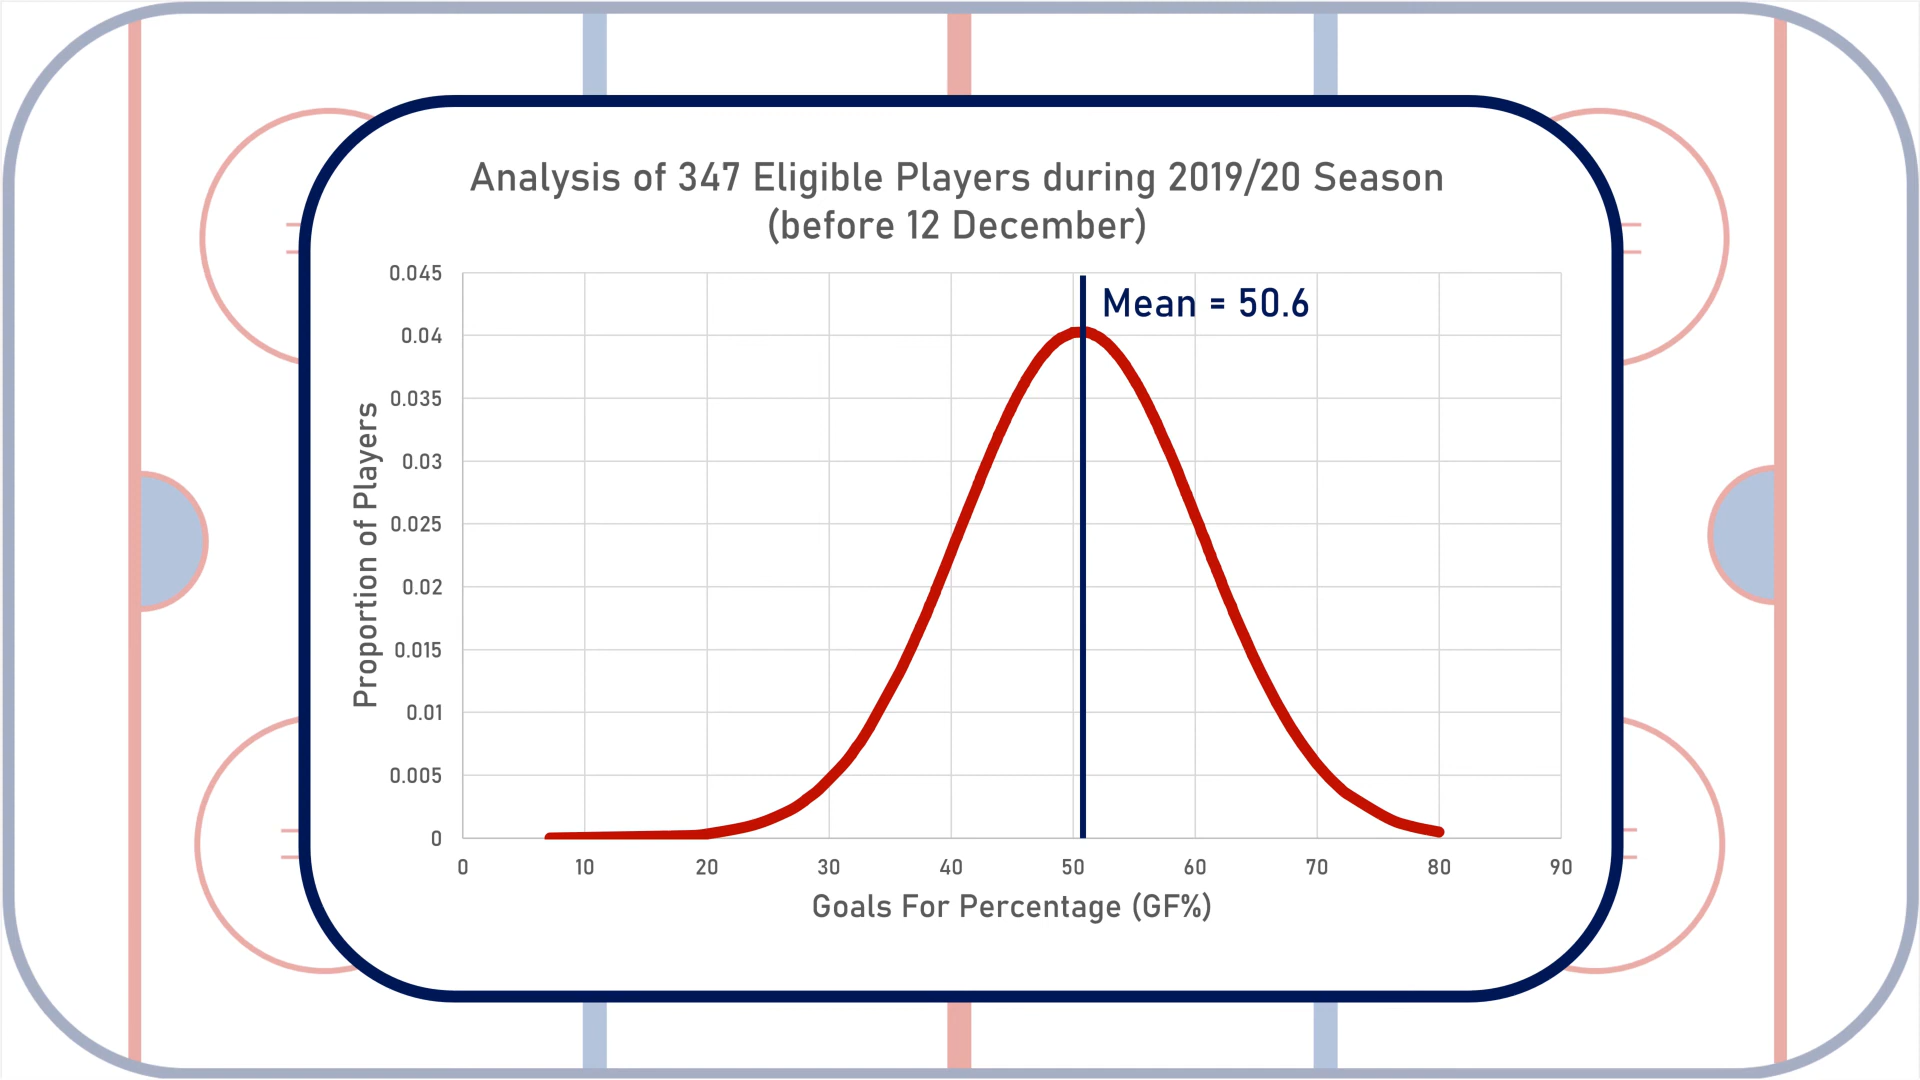 Analysis of 347 Eligible Players during 2019/20 Season
(before 12 December)
Mean = 50.6
Proportion of Players
0.045
0.04
0.035
0.03
0.025
0.02
0.015
0.01
0.005
0
0 10 20 30 40 50 60 70 80 90
Goals For Percentage (GF%)